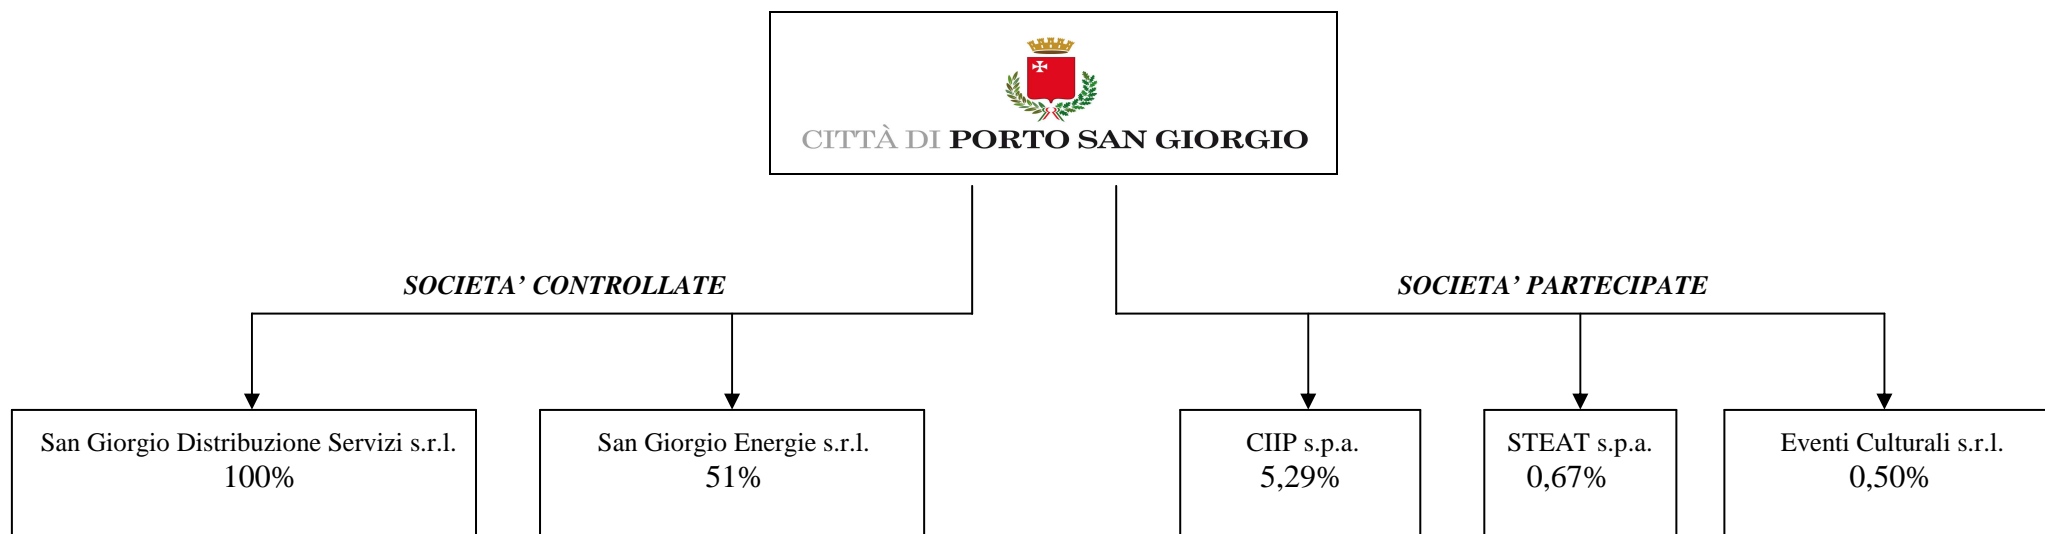 CITTÀ DI PORTO SAN GIORGIO
SOCIETA’ CONTROLLATE
SOCIETA’ PARTECIPATE
San Giorgio Distribuzione Servizi s.r.l.
100%
San Giorgio Energie s.r.l.
51%
CIIP s.p.a.
5,29%
STEAT s.p.a.
0,67%
Eventi Culturali s.r.l.
0,50%